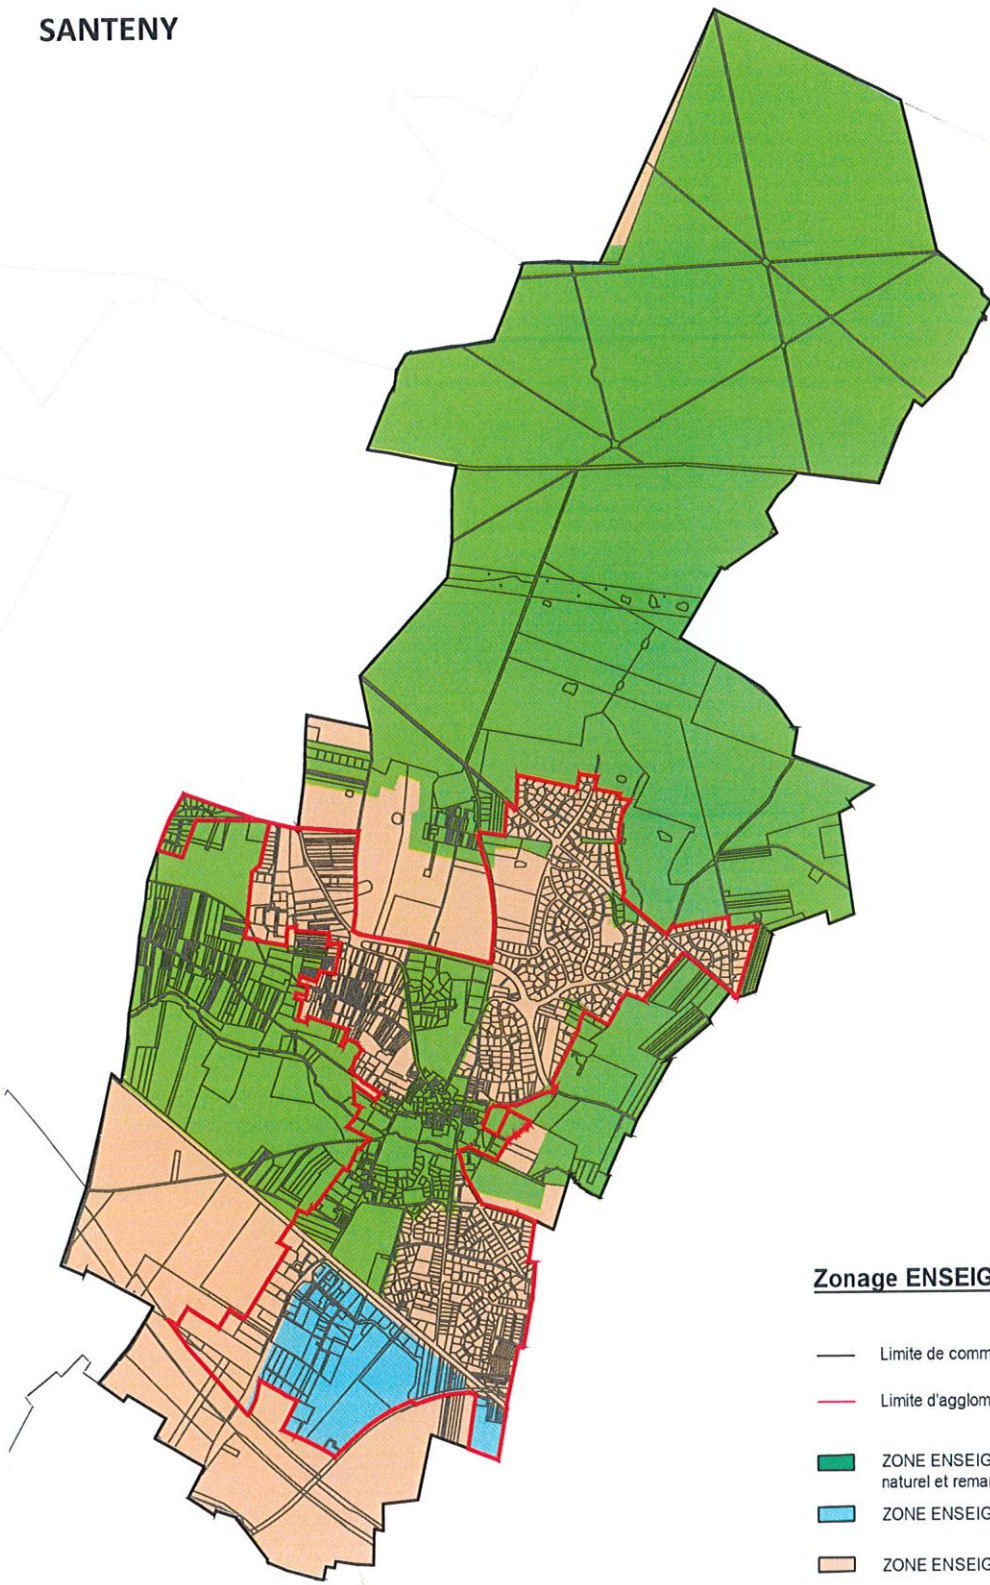 SANTENY
Zonage ENSEIG
Limite de comm
Limite d'agglom
ZONE ENSEIG
naturel et remar
ZONE ENSEIG
ZONE ENSEIG